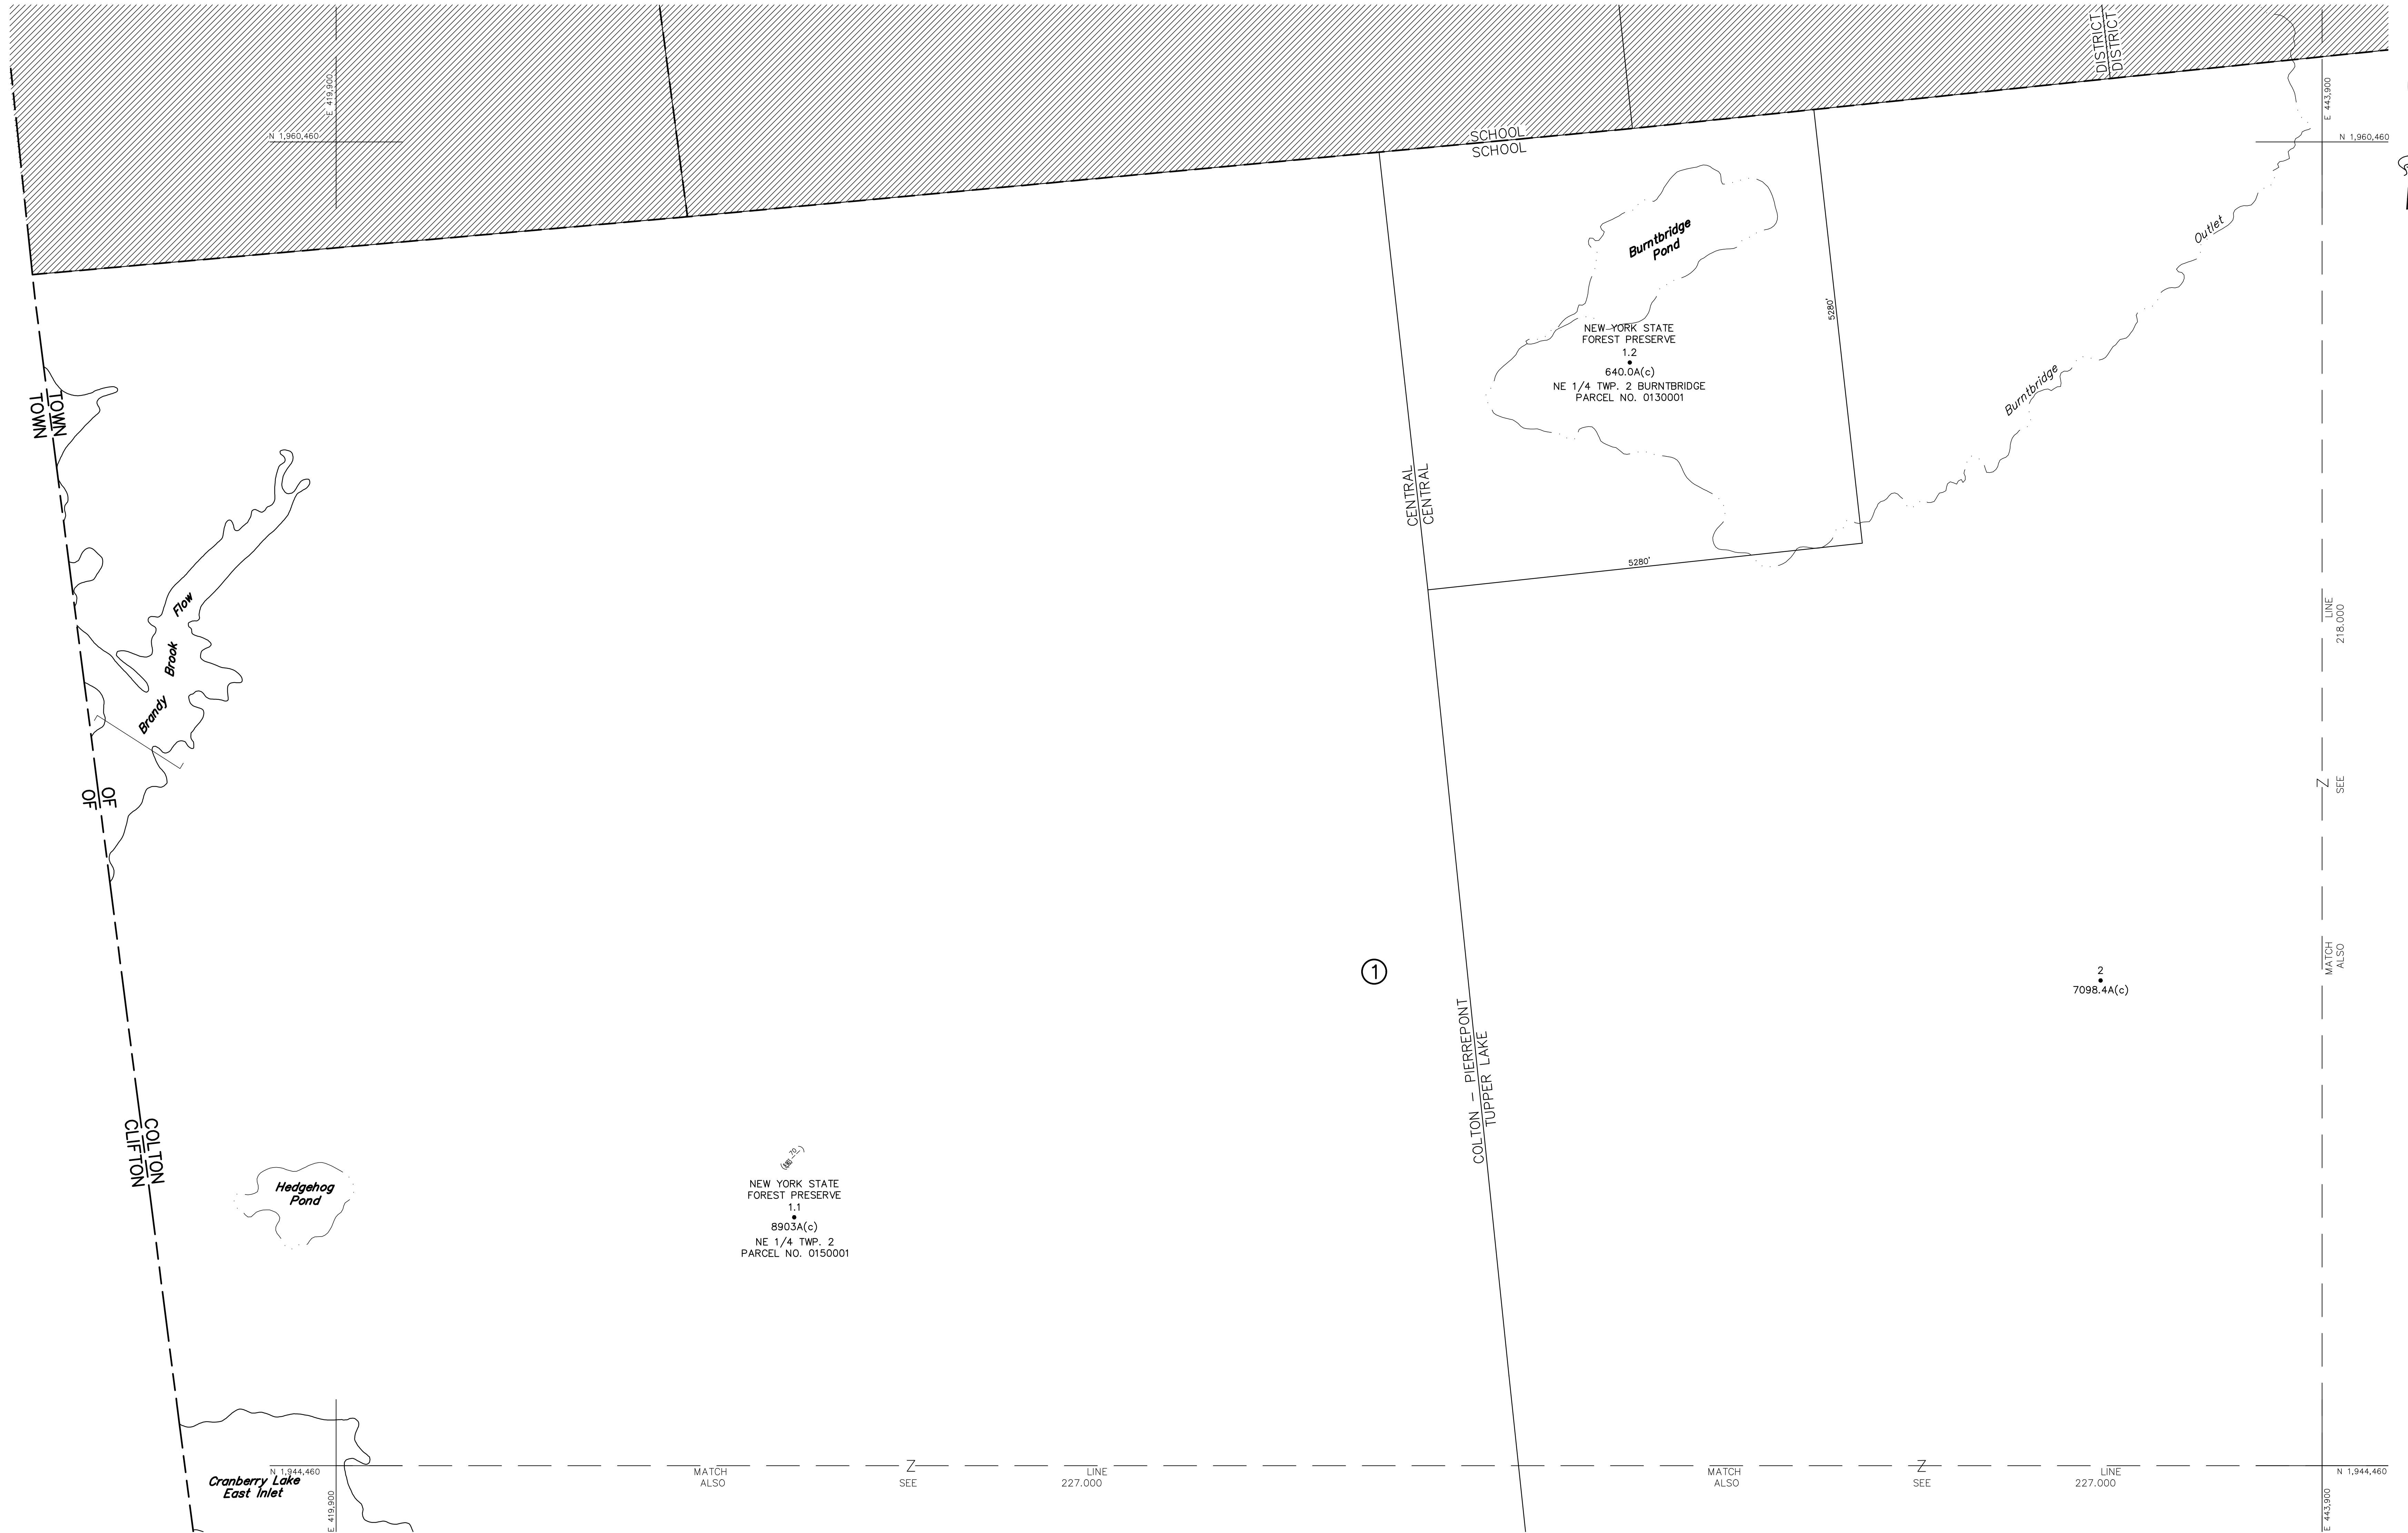 DISTRICT
DISTRICT
E 419,900
N 1,960,460
E 443,900
N 1,960,460
SCHOOL
SCHOOL
Burntbridge
Pond
Outlet
5280'
NEW YORK STATE
FOREST PRESERVE
1.2
640.0A(c)
NE 1/4 TWP. 2 BURNTBRIDGE
PARCEL NO. 0130001
Burntbridge
TOWN
TOWN
CENTRAL
CENTRAL
5280'
Flow
Brook
Brandy
LINE
218.000
OF
OF
Z
SEE
MATCH
ALSO
1
2
7098.4A(c)
COLTON - PIERREPONT
TUPPER LAKE
COLTON
CLIFTON
Hedgehog
Pond
NEW YORK STATE
FOREST PRESERVE
1.1
8903A(c)
NE 1/4 TWP. 2
PARCEL NO. 0150001
N 1,944,460
Cranberry Lake
East Inlet
E 419,900
MATCH Z LINE
ALSO SEE 227.000
MATCH Z LINE
ALSO SEE 227.000
N 1,944,460
E 443,900